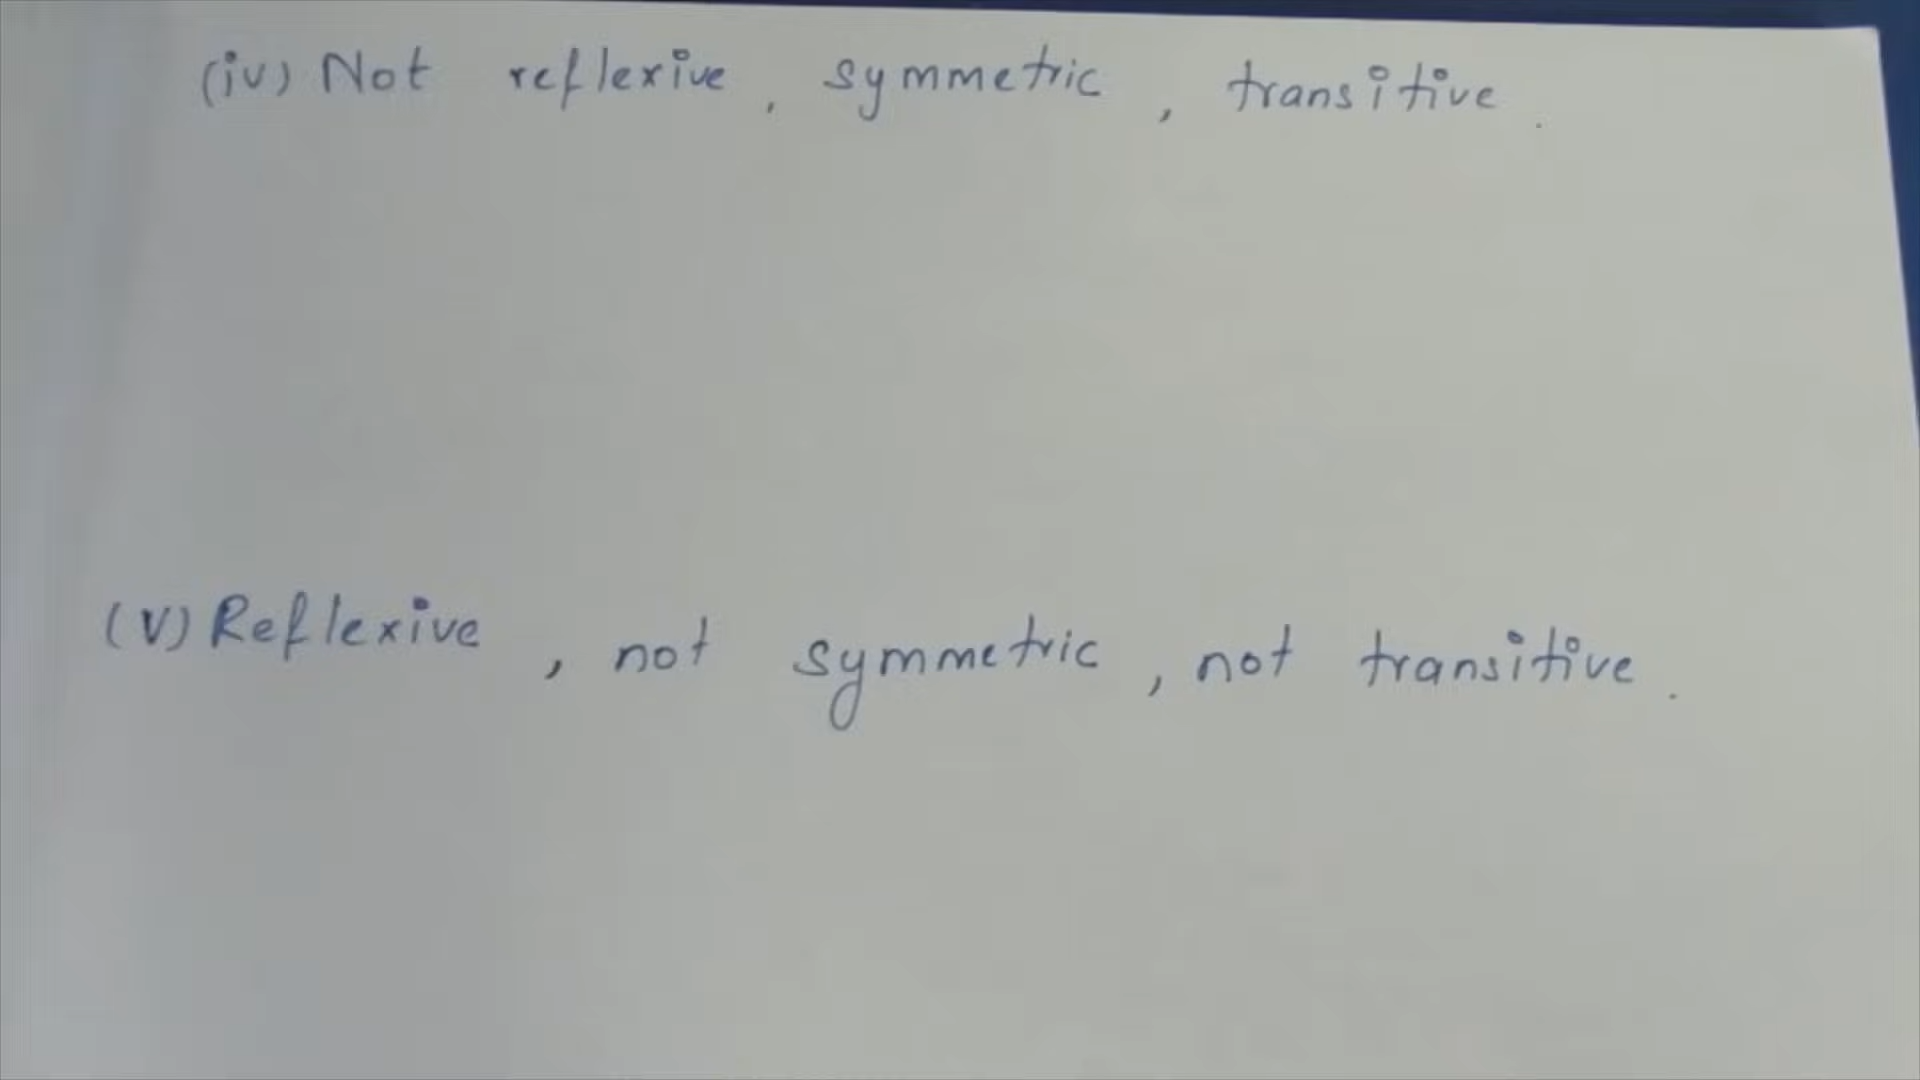 (iv) Not reflexive, symmetric, transitive.
(V) Reflexive, not symmetric, not transitive.